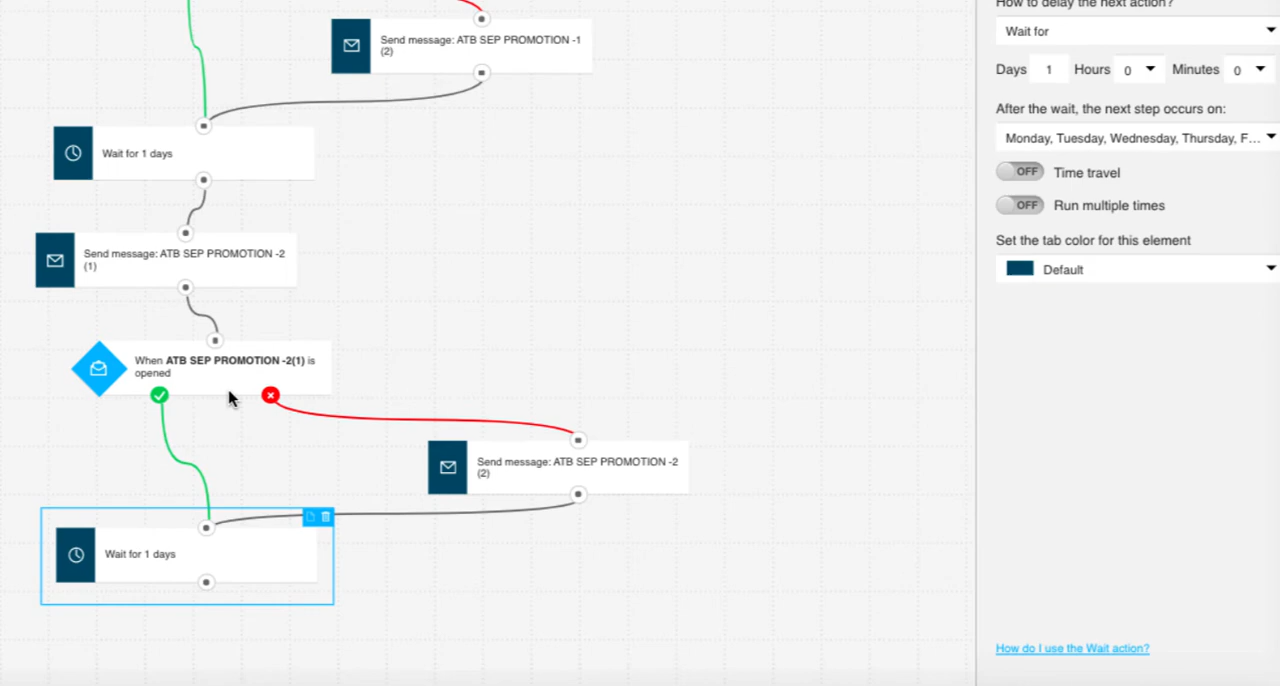 Send message: ATB SEP PROMOTION -1
(2)
Wait for 1 days
Send message: ATB SEP PROMOTION -2
(1)
When ATB SEP PROMOTION -2(1) is
opened
Send message: ATB SEP PROMOTION -2
(2)
Wait for 1 days
How to delay the next action?
Wait for
Days 1 Hours 0 Minutes 0
After the wait, the next step occurs on:
Monday, Tuesday, Wednesday, Thursday, F...
OFF Time travel
OFF Run multiple times
Set the tab color for this element
Default
How do I use the Wait action?